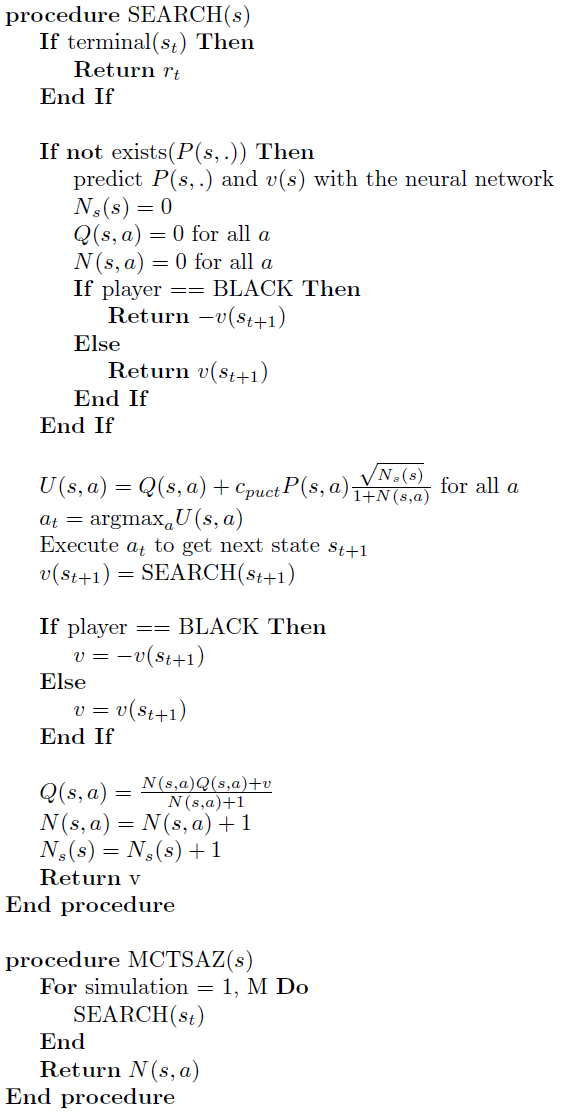 procedure SEARCH(s)
If terminal(s_t) Then
Return r_t
End If
If not exists(P(s, .)) Then
predict P(s, .) and v(s) with the neural network
N_s(s) = 0
Q(s, a) = 0 for all a
N(s, a) = 0 for all a
If player == BLACK Then
Return −v(s_{t+1})
Else
Return v(s_{t+1})
End If
End If
U(s, a) = Q(s, a) + c_{puct}P(s, a)\frac{\sqrt{N_s(s)}}{1+N(s,a)} for all a
a_t = argmax_a U(s, a)
Execute a_t to get next state s_{t+1}
v(s_{t+1}) = SEARCH(s_{t+1})
If player == BLACK Then
v = −v(s_{t+1})
Else
v = v(s_{t+1})
End If
Q(s, a) = \frac{N(s,a)Q(s,a)+v}{N(s,a)+1}
N(s, a) = N(s, a) + 1
N_s(s) = N_s(s) + 1
Return v
End procedure
procedure MCTSAZ(s)
For simulation = 1, M Do
SEARCH(s_t)
End
Return N(s, a)
End procedure